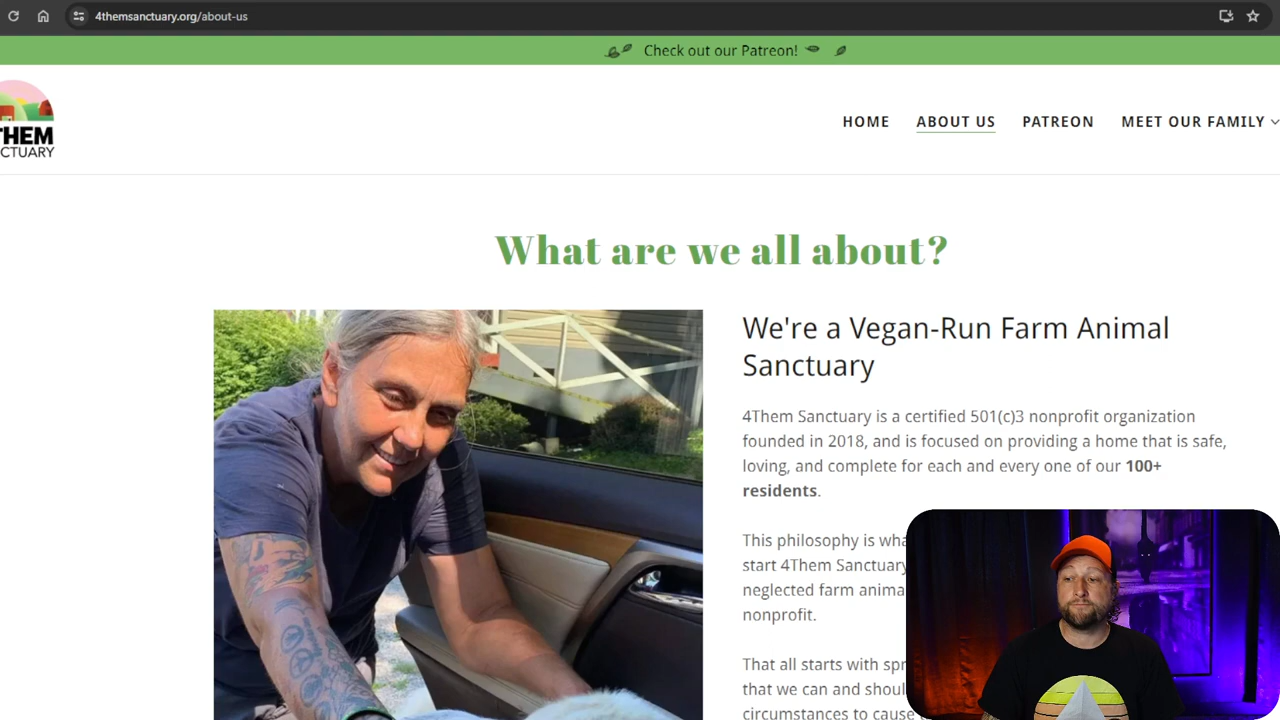 4themsanctuary.org/about-us
Check out our Patreon!
THEM
CTUARY
HOME ABOUT US PATREON MEET OUR FAMILY
What are we all about?
We're a Vegan-Run Farm Animal
Sanctuary
4Them Sanctuary is a certified 501(c)3 nonprofit organization
founded in 2018, and is focused on providing a home that is safe,
loving, and complete for each and every one of our 100+
residents.
This philosophy is wha
start 4Them Sanctuary
neglected farm anima
nonprofit.
That all starts with spr
that we can and shou
circumstances to cause